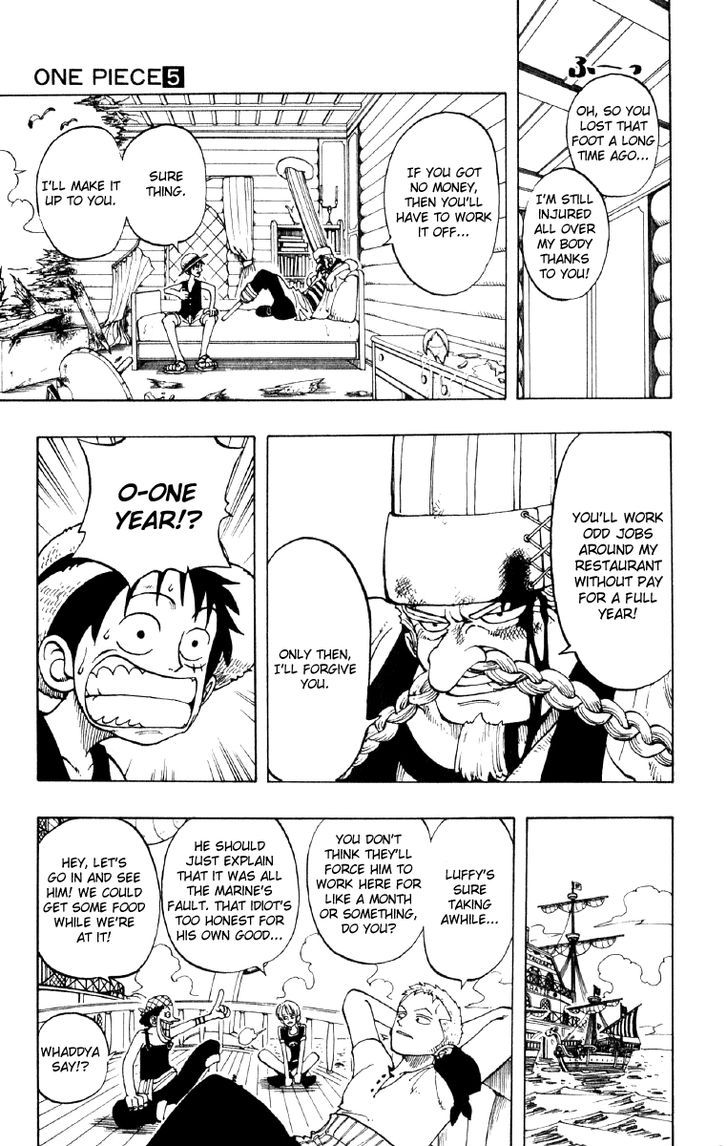 ONE PIECE 5
ふーっ
OH, SO YOU
LOST THAT
FOOT A LONG
TIME AGO...
I'M STILL
INJURED
ALL OVER
MY BODY
THANKS
TO YOU!
IF YOU GOT
NO MONEY,
THEN YOU'LL
HAVE TO WORK
IT OFF...
SURE
THING.
I'LL MAKE IT
UP TO YOU.
YOU'LL WORK
ODD JOBS
AROUND MY
RESTAURANT
WITHOUT PAY
FOR A FULL
YEAR!
ONLY THEN,
I'LL FORGIVE
YOU.
O-ONE
YEAR!?
LUFFY'S
SURE
TAKING
AWHILE...
YOU DON'T
THINK THEY'LL
FORCE HIM TO
WORK HERE FOR
LIKE A MONTH
OR SOMETHING,
DO YOU?
HE SHOULD
JUST EXPLAIN
THAT IT WAS ALL
THE MARINE'S
FAULT. THAT IDIOT'S
TOO HONEST FOR
HIS OWN GOOD...
HEY, LET'S
GO IN AND SEE
HIM! WE COULD
GET SOME FOOD
WHILE WE'RE
AT IT!
WHADDYA
SAY!?